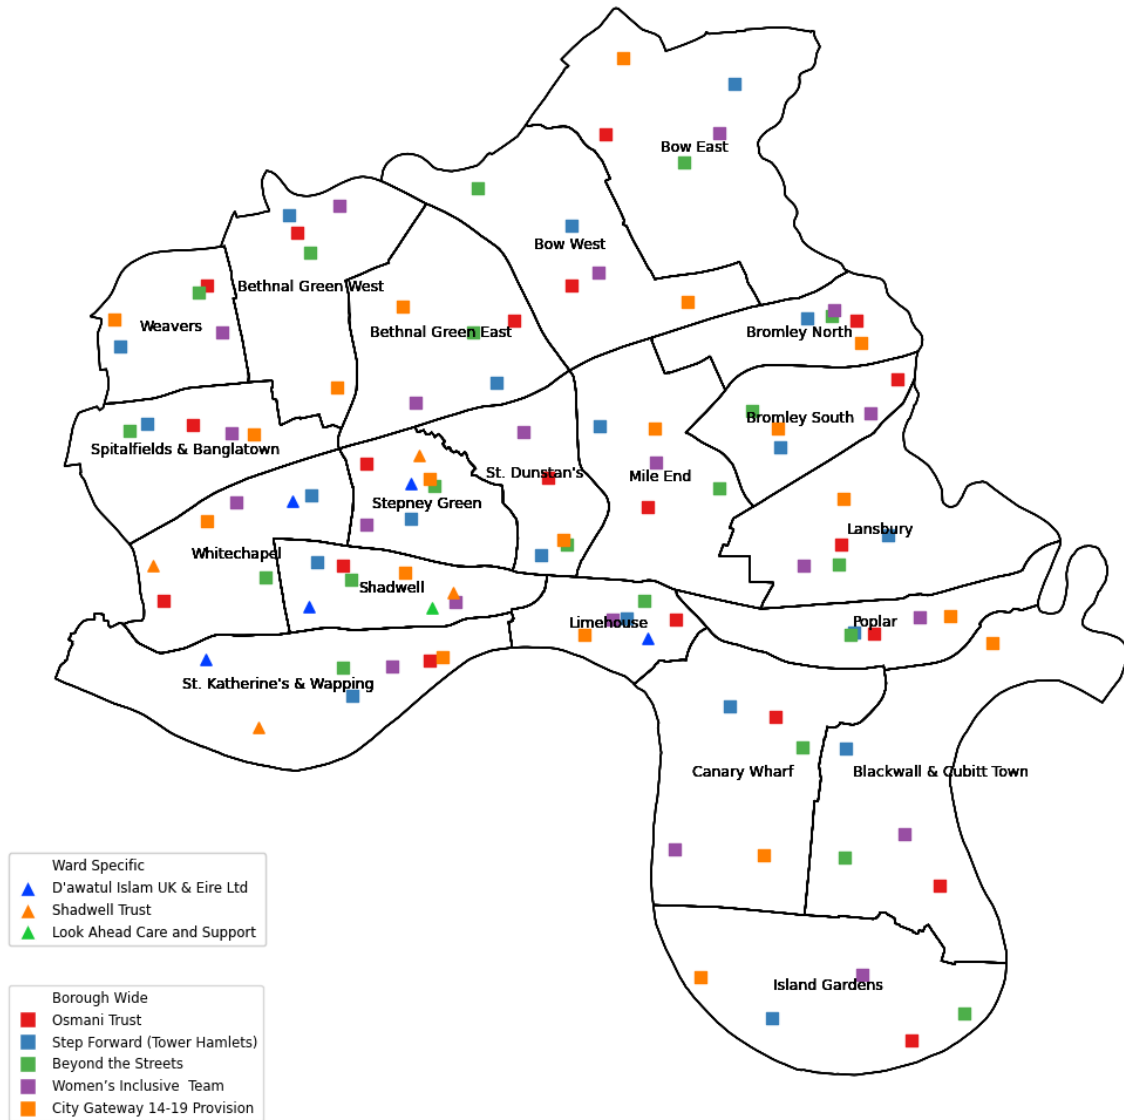 Bow East
Bow West
Bethnal Green West
Weavers
Bethnal Green East
Bromley North
Bromley South
Spitalfields & Banglatown
St. Dunstan's
Mile End
Stepney Green
Lansbury
Whitechapel
Shadwell
Limehouse
Poplar
St. Katherine's & Wapping
Canary Wharf
Blackwall & Cubitt Town
Island Gardens
Ward Specific
D'awatul Islam UK & Eire Ltd
Shadwell Trust
Look Ahead Care and Support
Borough Wide
Osmani Trust
Step Forward (Tower Hamlets)
Beyond the Streets
Women’s Inclusive  Team
City Gateway 14-19 Provision